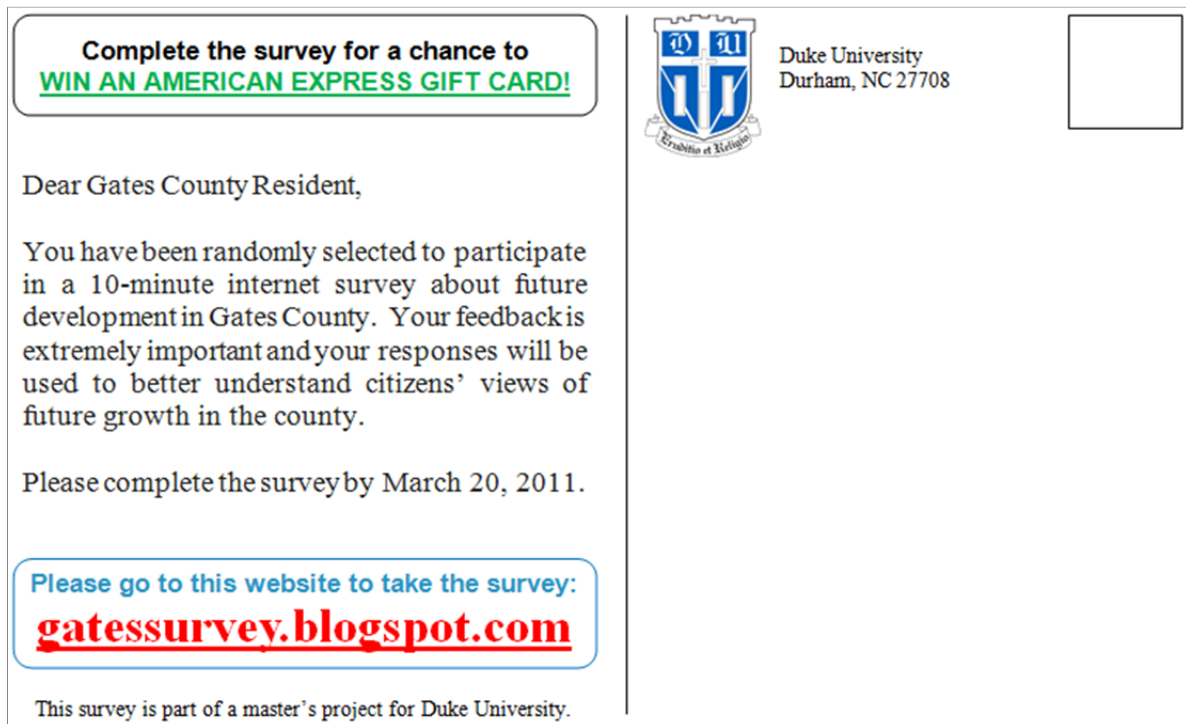 Complete the survey for a chance to
WIN AN AMERICAN EXPRESS GIFT CARD!
Dear Gates County Resident,
You have been randomly selected to participate
in a 10-minute internet survey about future
development in Gates County. Your feedback is
extremely important and your responses will be
used to better understand citizens’ views of
future growth in the county.
Please complete the survey by March 20, 2011.
Please go to this website to take the survey:
gatessurvey.blogspot.com
This survey is part of a master’s project for Duke University.
D U
Eruditio et Religio
Duke University
Durham, NC 27708